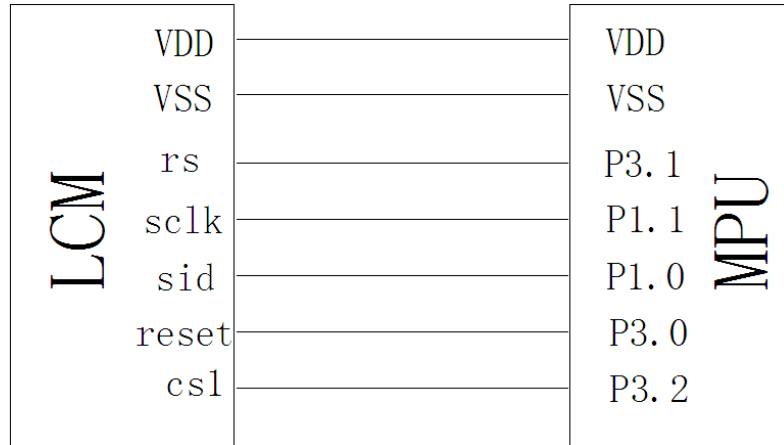 VDD VDD
VSS VSS
rs P3.1
sclk P1.1
sid P1.0
reset P3.0
csl P3.2
LCM
MPU